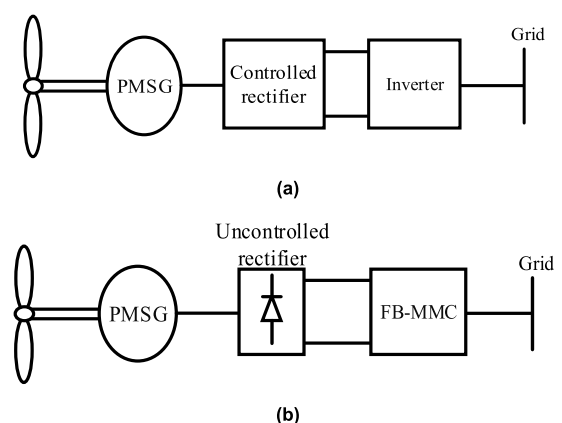 Grid
PMSG
Controlled
rectifier
Inverter
(a)
Uncontrolled
rectifier
Grid
PMSG
FB-MMC
(b)